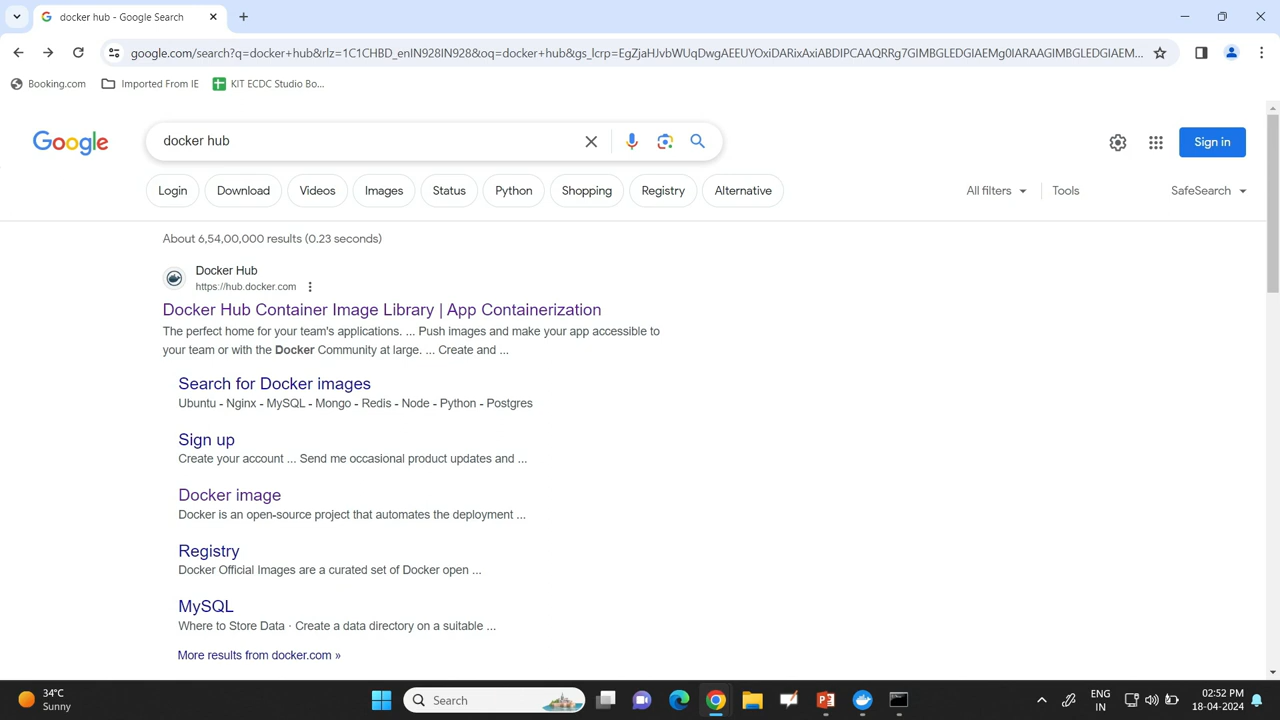 docker hub - Google Search
google.com/search?q=docker+hub&rlz=1C1CHBD_enIN928IN928&oq=docker+hub&gs_lcrp=EgZjaHJvbWUqDwgAEEUYOxiDARixAxiABDIPCAAQRRg7GIMBGLEDGIAEMg0IARAAGIMBGLEDGIAEM...
Booking.com Imported From IE KIT ECDC Studio Bo...
Google docker hub Sign in
Login Download Videos Images Status Python Shopping Registry Alternative All filters Tools SafeSearch
About 6,54,00,000 results (0.23 seconds)
Docker Hub
https://hub.docker.com
Docker Hub Container Image Library | App Containerization
The perfect home for your team's applications. ... Push images and make your app accessible to
your team or with the Docker Community at large. ... Create and ...
Search for Docker images
Ubuntu - Nginx - MySQL - Mongo - Redis - Node - Python - Postgres
Sign up
Create your account ... Send me occasional product updates and ...
Docker image
Docker is an open-source project that automates the deployment ...
Registry
Docker Official Images are a curated set of Docker open ...
MySQL
Where to Store Data · Create a data directory on a suitable ...
More results from docker.com »
34°C
Sunny
Search
ENG
IN
02:52 PM
18-04-2024